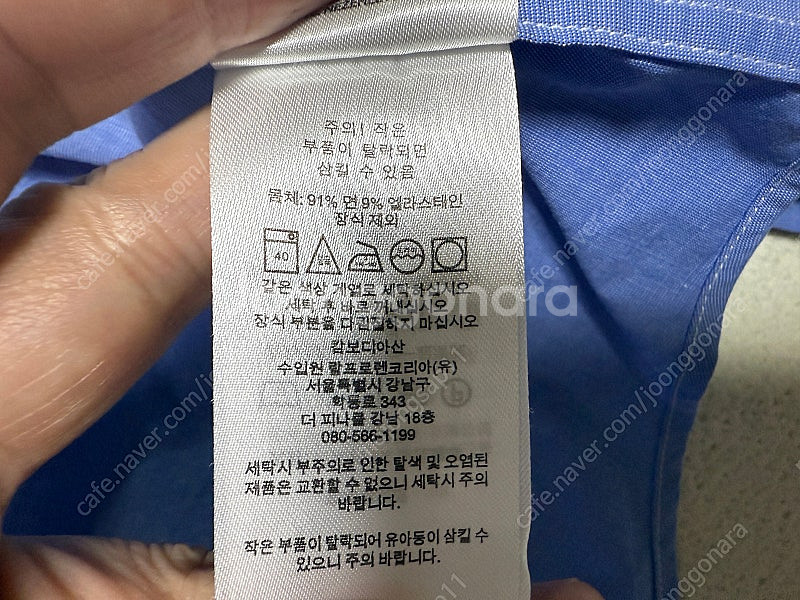 주의! 작은
부품이 탈락되면
삼킬 수 있음
몸체: 91% 면 9% 엘라스테인
장식 제외
40
같은 색상 계열로 세탁하십시오
세탁 후 바로 꺼내십시오
장식 부분을 다리질하지 마십시오
캄보디아산
수입원 랄프로렌코리아(유)
서울특별시 강남구
학동로 343
더 피나클 강남 18층
080-566-1199
세탁시 부주의로 인한 탈색 및 오염된
제품은 교환할 수 없으니 세탁시 주의
바랍니다.
작은 부품이 탈락되어 유아동이 삼킬 수
있으니 주의 바랍니다.
joonggonara
cafe.naver.com/joonggonara